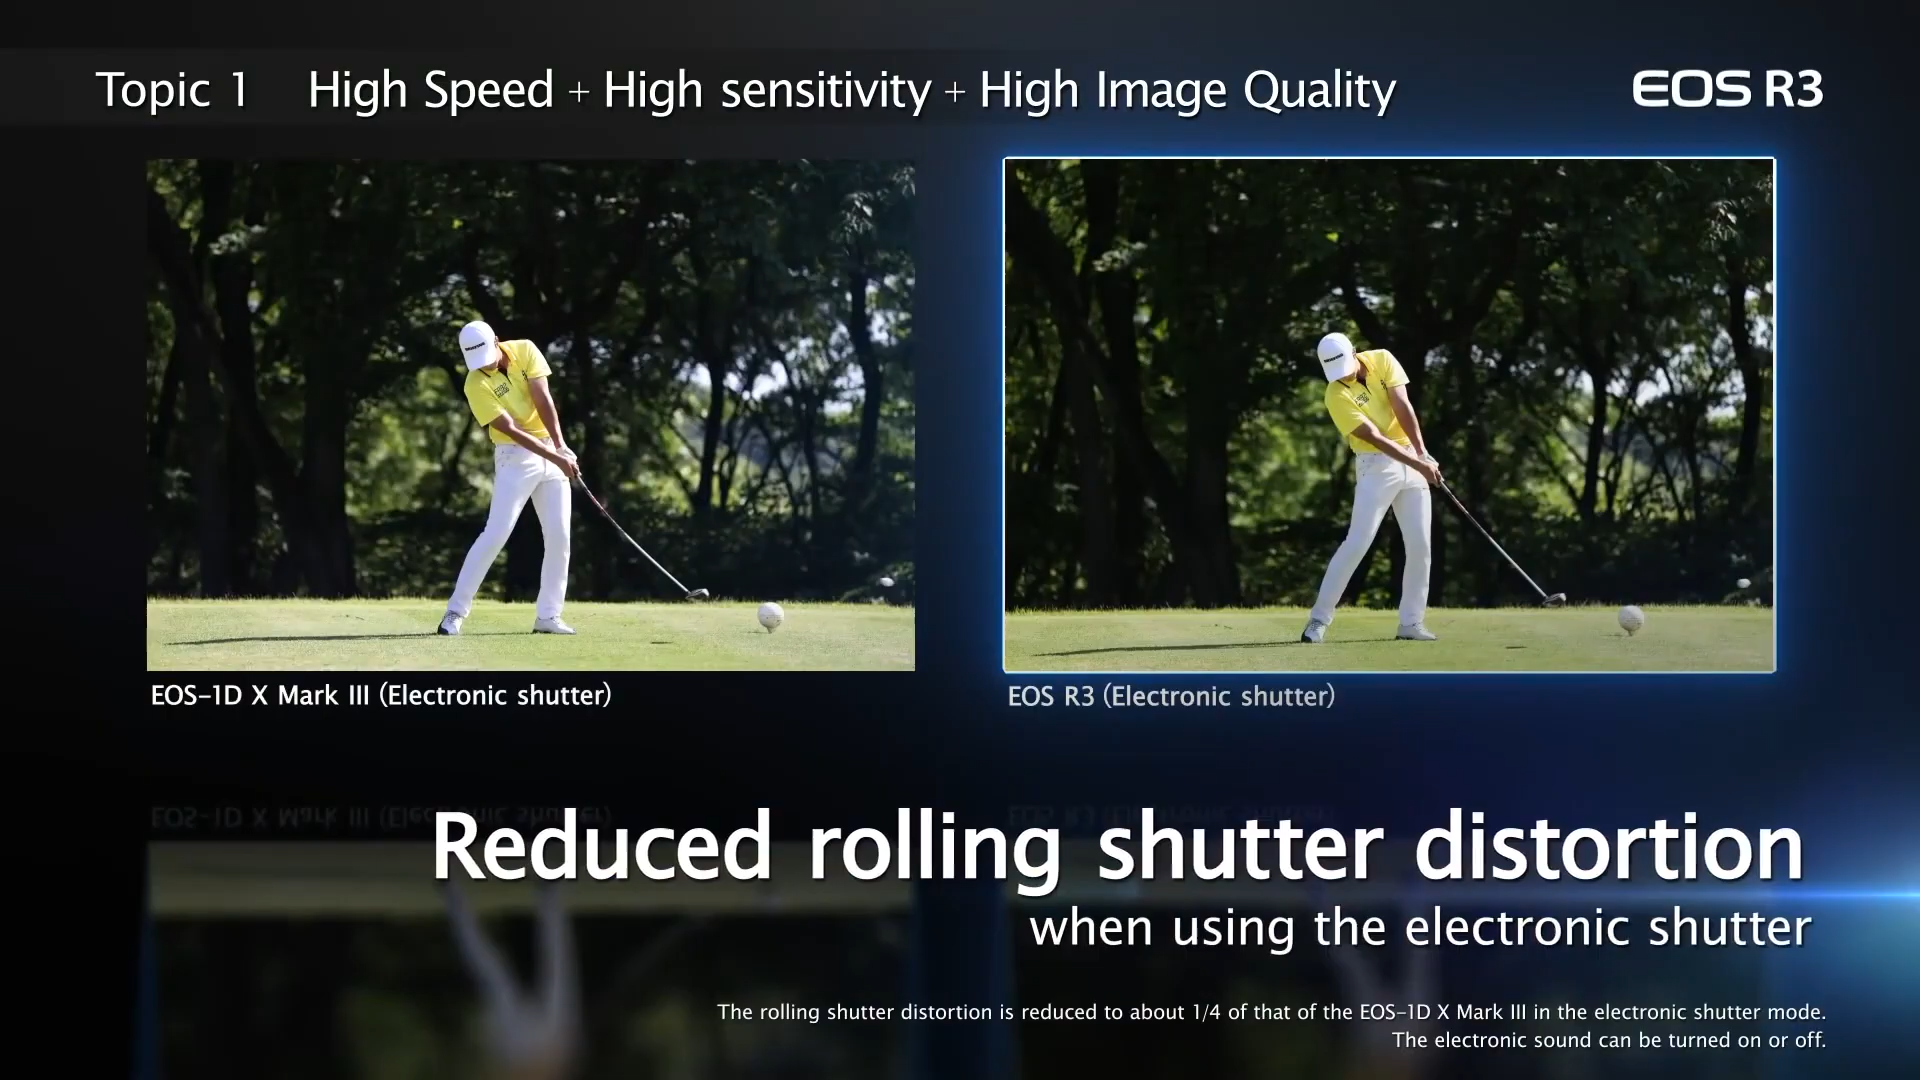 Topic 1 High Speed + High sensitivity + High Image Quality
EOS R3
EOS-1D X Mark III (Electronic shutter)
EOS R3 (Electronic shutter)
Reduced rolling shutter distortion
when using the electronic shutter
The rolling shutter distortion is reduced to about 1/4 of that of the EOS-1D X Mark III in the electronic shutter mode.
The electronic sound can be turned on or off.